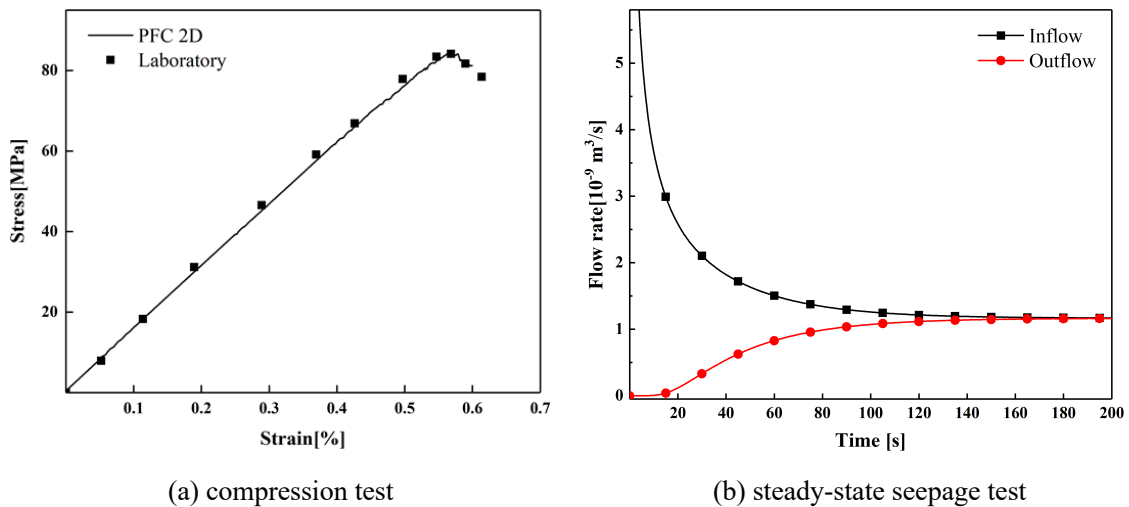 PFC 2D
Laboratory
80
60
40
20
0.1 0.2 0.3 0.4 0.5 0.6 0.7
Stress[MPa]
Strain[%]
(a) compression test
Inflow
Outflow
5
4
3
2
1
0
20 40 60 80 100 120 140 160 180 200
Flow rate[10⁻⁹ m³/s]
Time [s]
(b) steady-state seepage test